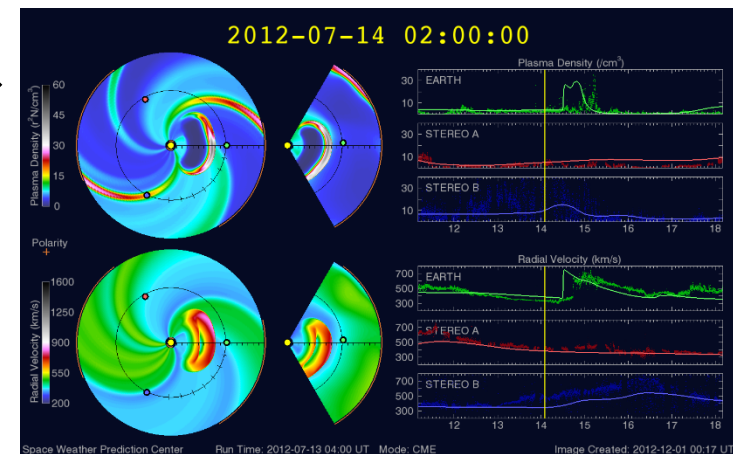 2012-07-14 02:00:00
Plasma Density (r²N/cm³)
60
45
30
15
0
Plasma Density (/cm³)
EARTH
30
10
STEREO A
30
10
STEREO B
30
10
12 13 14 15 16 17 18
Polarity
+
Radial Velocity (km/s)
1600
1250
900
550
200
Radial Velocity (km/s)
EARTH
700
500
300
STEREO A
700
500
300
STEREO B
700
500
300
12 13 14 15 16 17 18
Space Weather Prediction Center Run Time: 2012-07-13 04:00 UT Mode: CME Image Created: 2012-12-01 00:17 UT